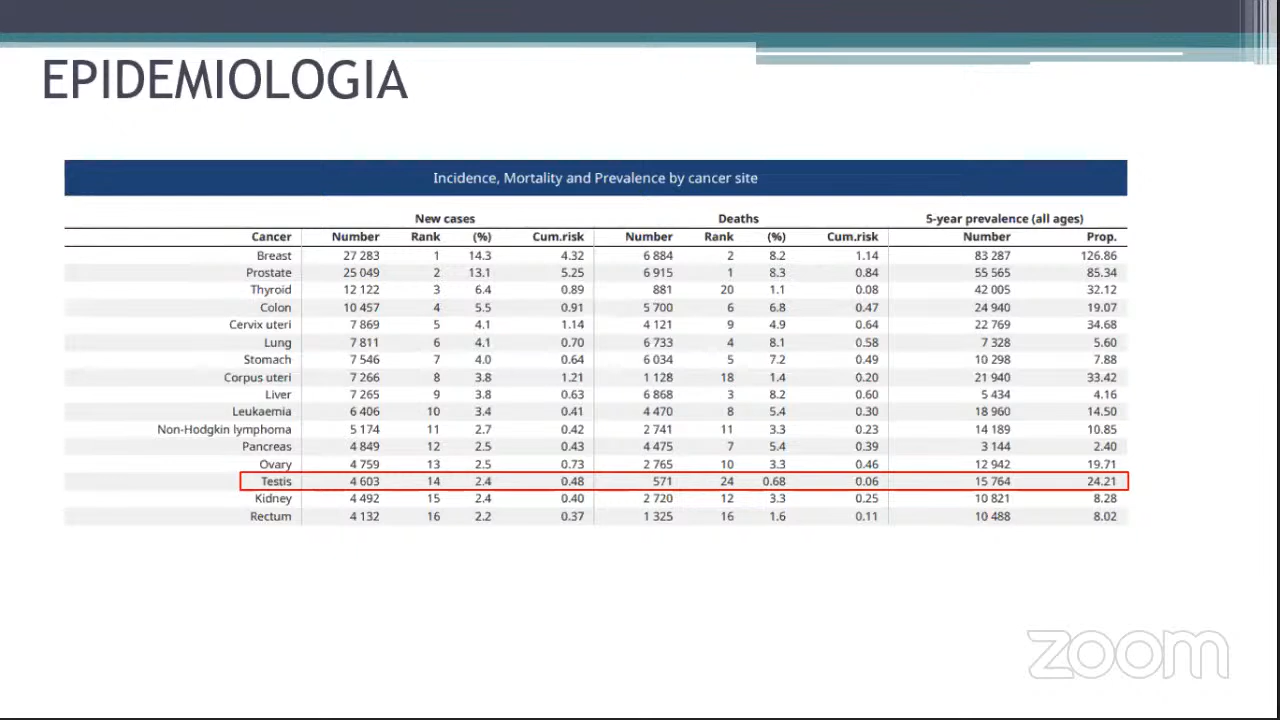 EPIDEMIOLOGIA
Incidence, Mortality and Prevalence by cancer site
New cases Deaths 5-year prevalence (all ages)
Cancer Number Rank (%) Cum.risk Number Rank (%) Cum.risk Number Prop.
Breast 27 283 1 14.3 4.32 6 884 2 8.2 1.14 83 287 126.86
Prostate 25 049 2 13.1 5.25 6 915 1 8.3 0.84 55 565 85.34
Thyroid 12 122 3 6.4 0.89 881 20 1.1 0.08 42 005 32.12
Colon 10 457 4 5.5 0.91 5 700 6 6.8 0.47 24 940 19.07
Cervix uteri 7 869 5 4.1 1.14 4 121 9 4.9 0.64 22 769 34.68
Lung 7 811 6 4.1 0.70 6 733 4 8.1 0.58 7 328 5.60
Stomach 7 546 7 4.0 0.64 6 034 5 7.2 0.49 10 298 7.88
Corpus uteri 7 266 8 3.8 1.21 1 128 18 1.4 0.20 21 940 33.42
Liver 7 265 9 3.8 0.63 6 868 3 8.2 0.60 5 434 4.16
Leukaemia 6 406 10 3.4 0.41 4 470 8 5.4 0.30 18 960 14.50
Non-Hodgkin lymphoma 5 174 11 2.7 0.42 2 741 11 3.3 0.23 14 189 10.85
Pancreas 4 849 12 2.5 0.43 4 475 7 5.4 0.39 3 144 2.40
Ovary 4 759 13 2.5 0.73 2 765 10 3.3 0.46 12 942 19.71
Testis 4 603 14 2.4 0.48 571 24 0.68 0.06 15 764 24.21
Kidney 4 492 15 2.4 0.40 2 720 12 3.3 0.25 10 821 8.28
Rectum 4 132 16 2.2 0.37 1 325 16 1.6 0.11 10 488 8.02
zoom